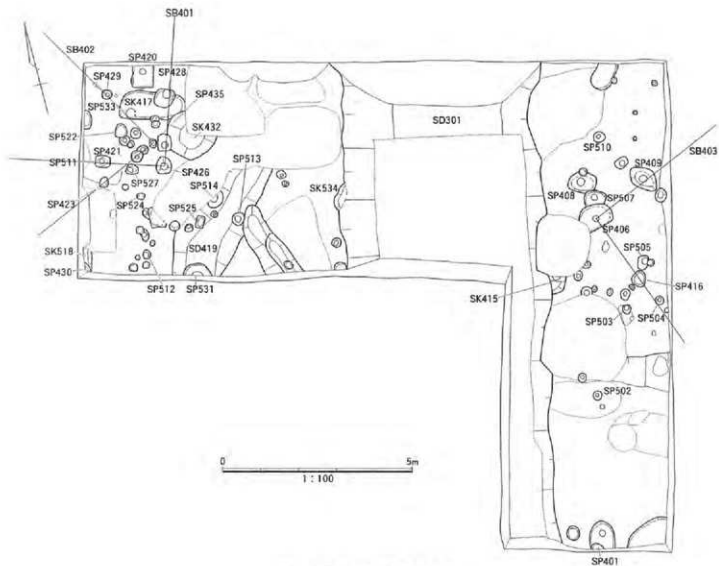 SB401
SB402
SP420
SP428
SP429
SP435
SP533
SK417
SK432
SD301
SP522
SP510
SP513
SP421
SP409
SB403
SP511
SP426
SK534
SP408
SP507
SP514
SP423
SP527
SP406
SP524
SP525
SP505
SD419
SK518
SP430
SP416
SK415
SP512
SP531
SP503
SP504
SP502
0
5m
1：100
SP401